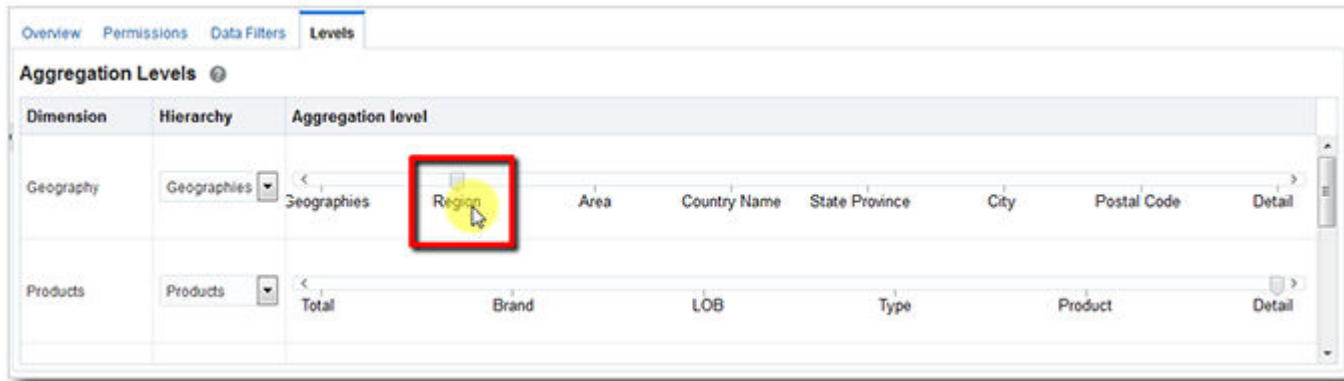 Overview Permissions Data Filters Levels
Aggregation Levels
Dimension Hierarchy Aggregation level
Geography Geographies
Geographies Region Area Country Name State Province City Postal Code Detail
Products Products
Total Brand LOB Type Product Detail